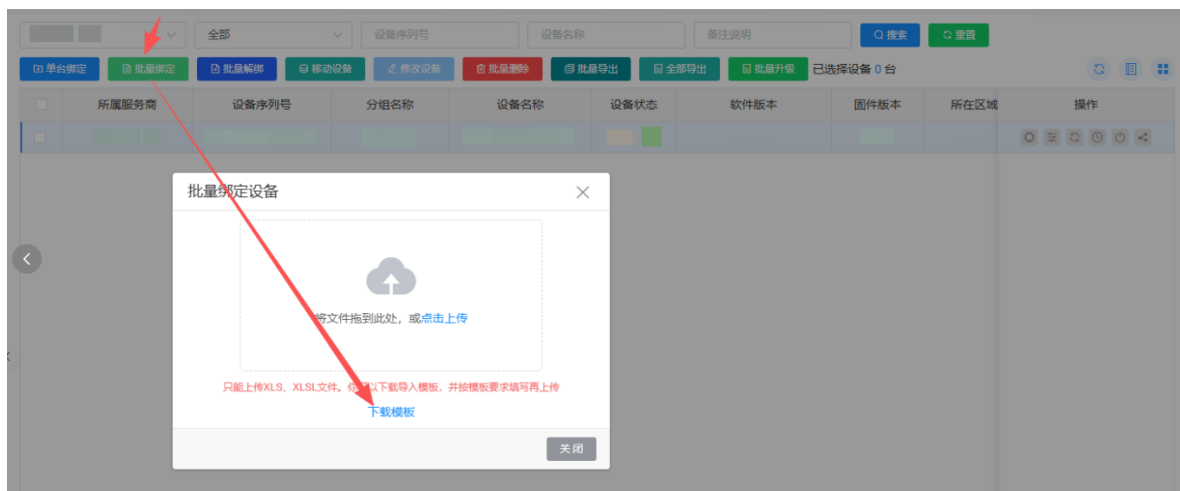 全部 设备序列号 设备名称 备注说明 搜索 重置
单台绑定 批量绑定 批量解绑 移动设备 修改设备 批量删除 批量导出 全部导出 批量升级 已选择设备 0 台
所属服务商 设备序列号 分组名称 设备名称 设备状态 软件版本 固件版本 所在区域 操作
批量绑定设备
将文件拖到此处，或点击上传
只能上传XLS、XLSL文件。你可以下载导入模板，并按模板要求填写再上传
下载模板
关闭